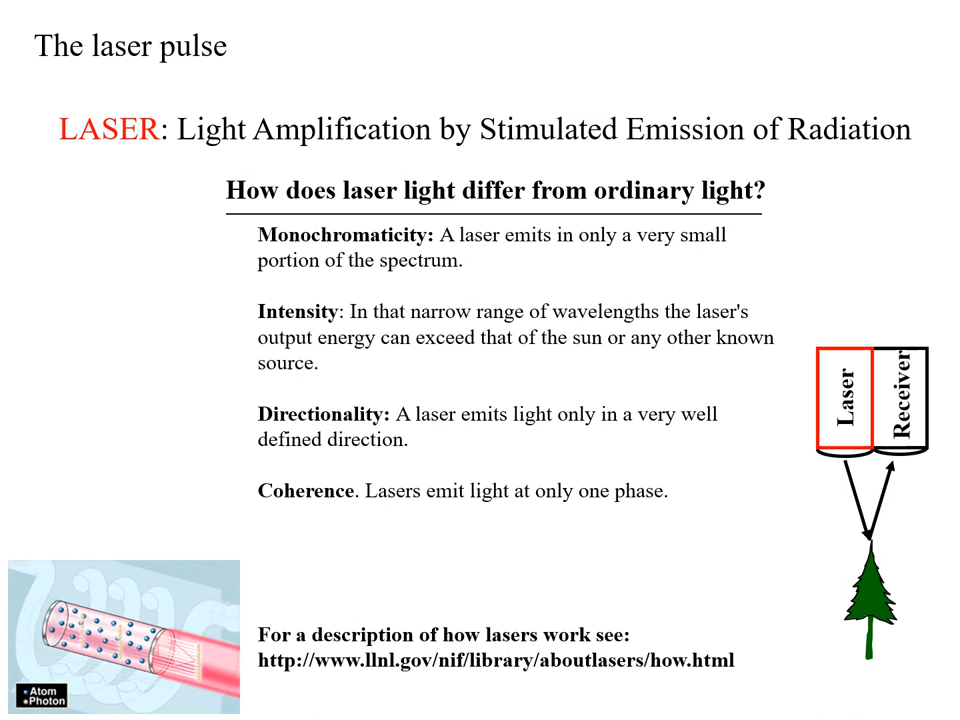 The laser pulse
LASER: Light Amplification by Stimulated Emission of Radiation
How does laser light differ from ordinary light?
Monochromaticity: A laser emits in only a very small
portion of the spectrum.
Intensity: In that narrow range of wavelengths the laser's
output energy can exceed that of the sun or any other known
source.
Directionality: A laser emits light only in a very well
defined direction.
Coherence. Lasers emit light at only one phase.
Laser
Receiver
For a description of how lasers work see:
http://www.llnl.gov/nif/library/aboutlasers/how.html
Atom
Photon